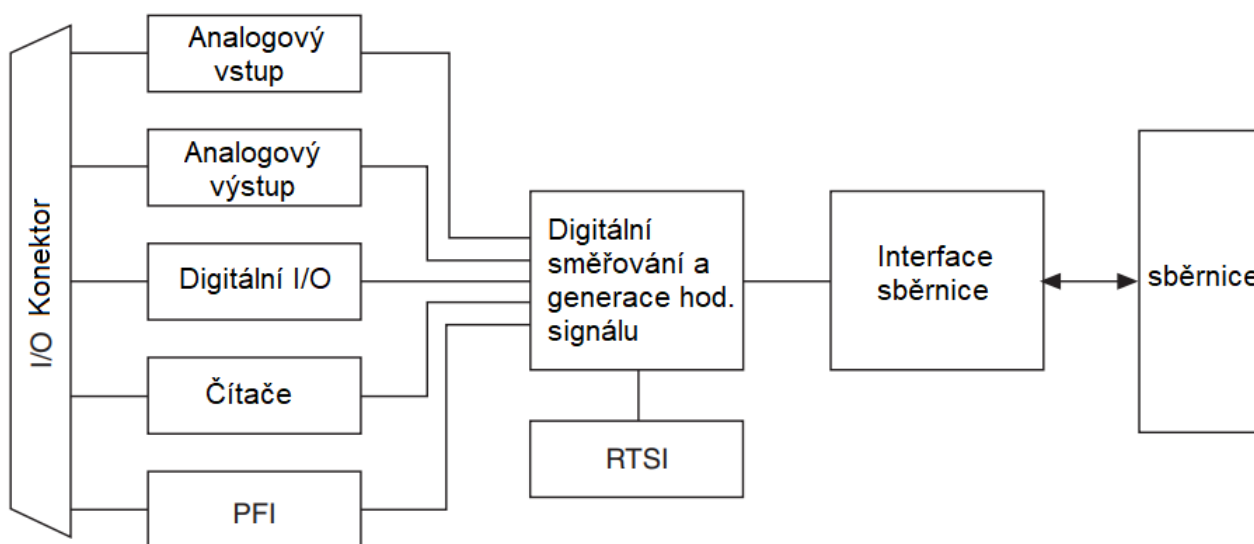 I/O Konektor
Analogový
vstup
Analogový
výstup
Digitální I/O
Čítače
PFI
Digitální
směřování a
generace hod.
signálu
RTSI
Interface
sběrnice
sběrnice